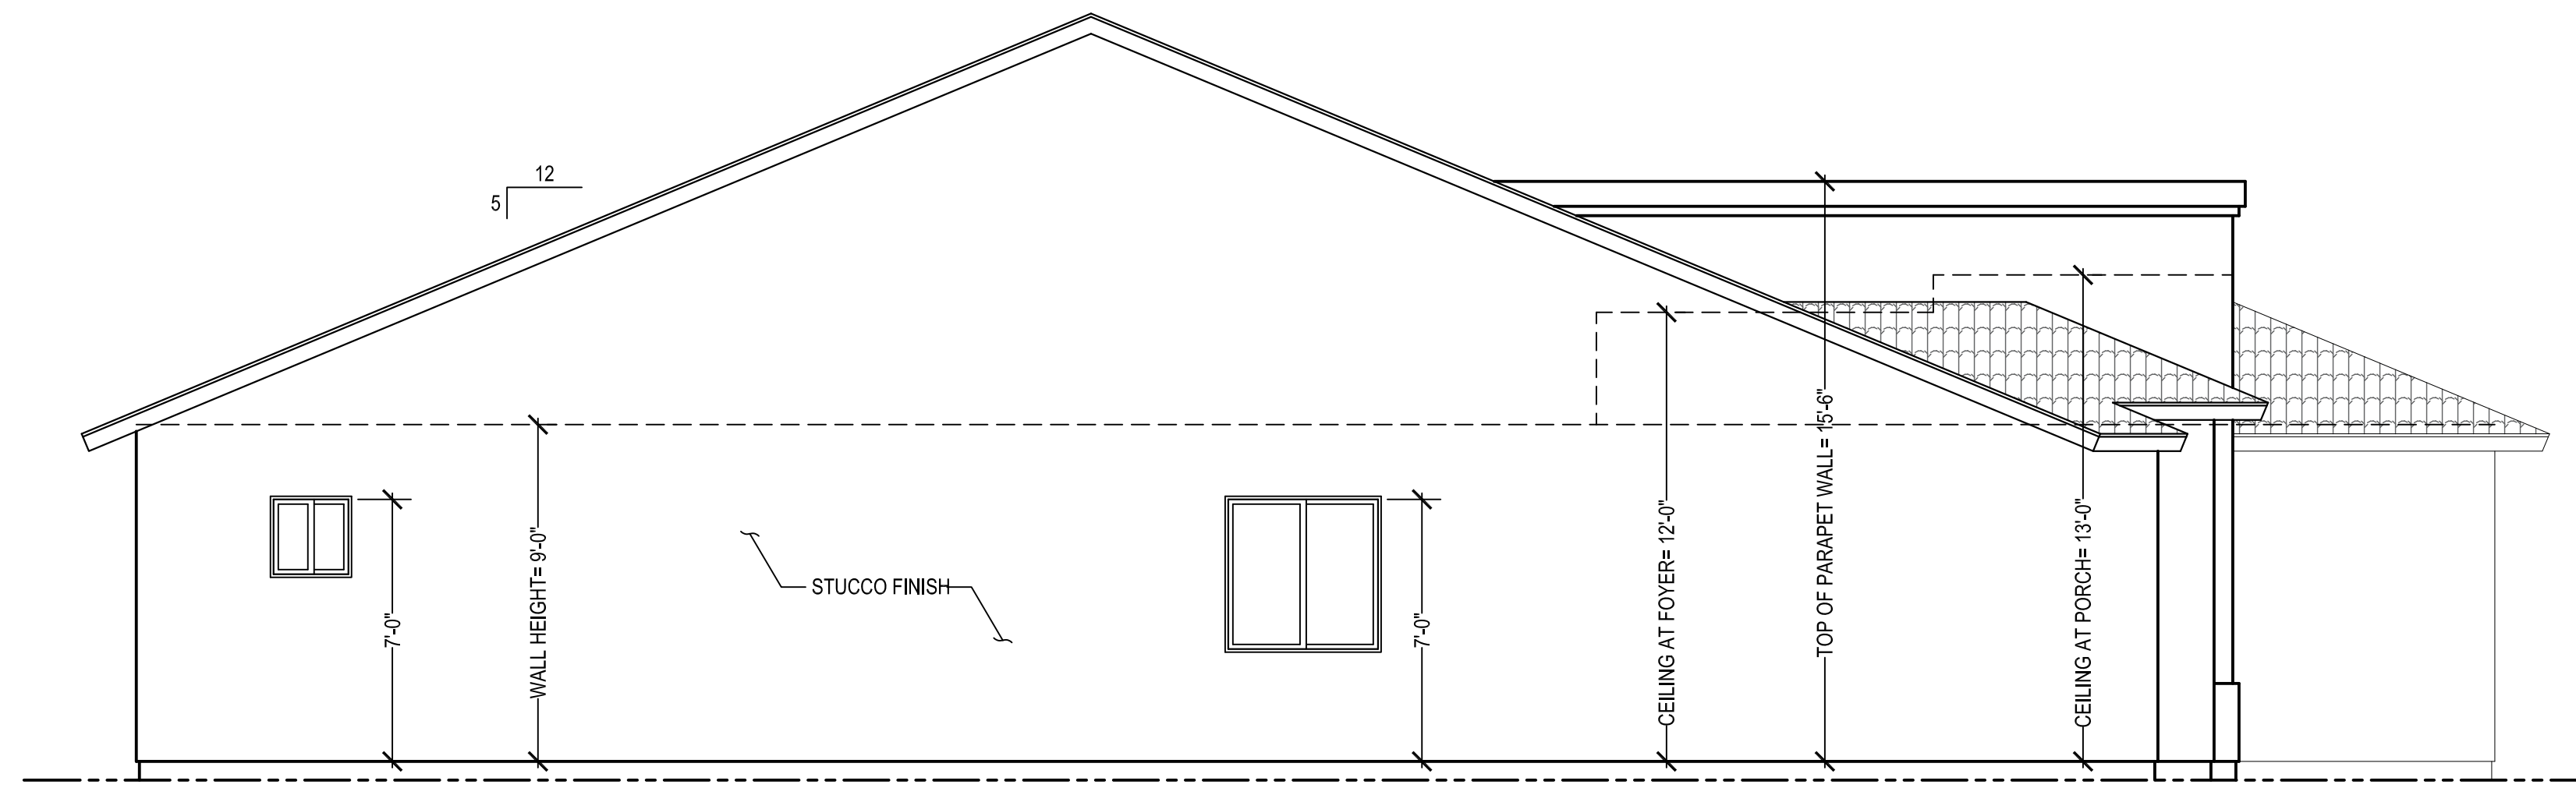 12
5
7'-0"
WALL HEIGHT= 9'-0"
STUCCO FINISH
7'-0"
CEILING AT FOYER= 12'-0"
TOP OF PARAPET WALL= 15'-6"
CEILING AT PORCH= 13'-0"